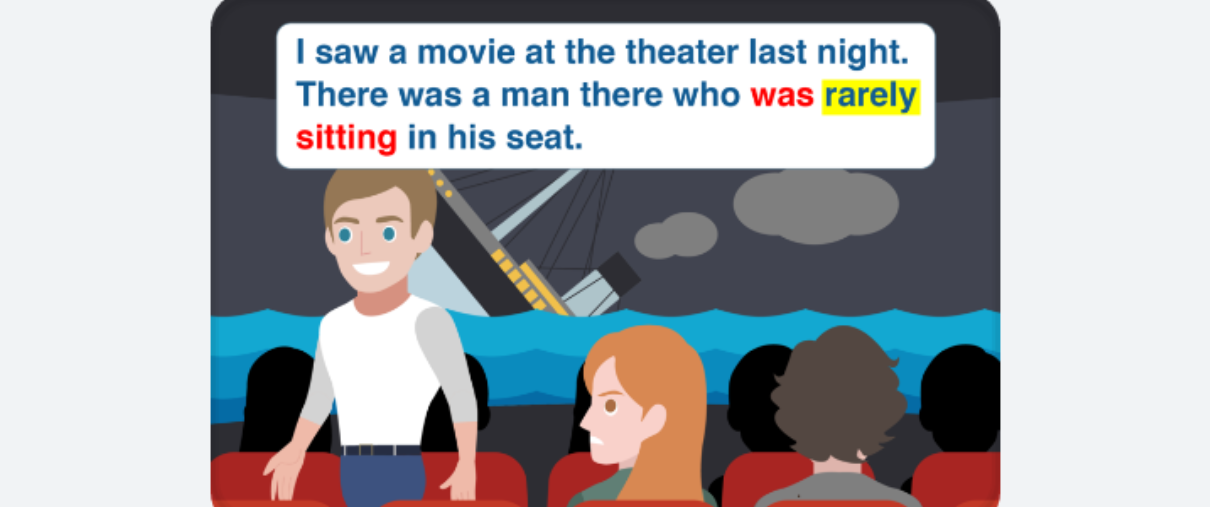 I saw a movie at the theater last night.
There was a man there who was rarely
sitting in his seat.